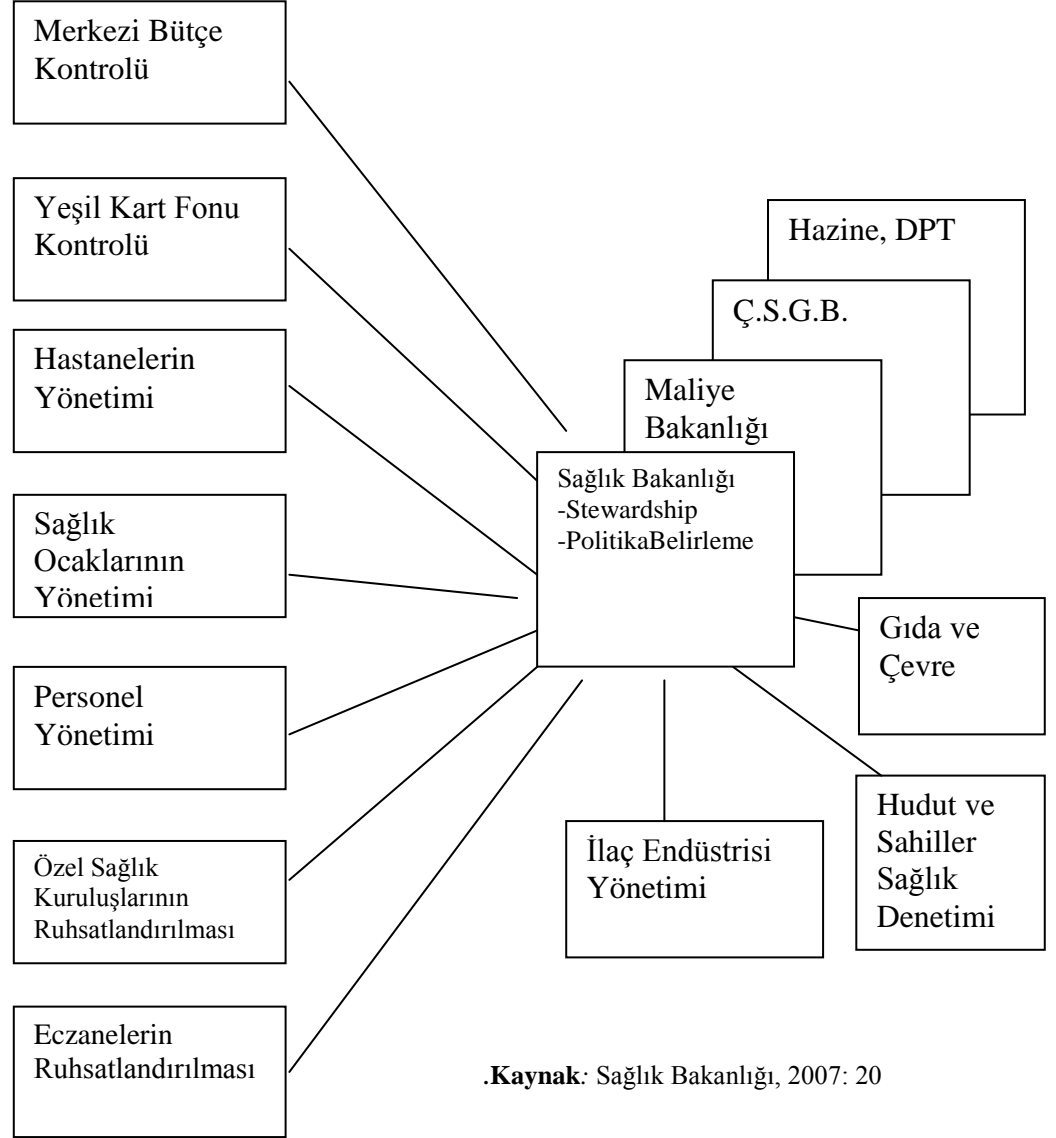 Merkezi Bütçe
Kontrolü
Yeşil Kart Fonu
Kontrolü
Hastanelerin
Yönetimi
Sağlık
Ocaklarının
Yönetimi
Personel
Yönetimi
Özel Sağlık
Kuruluşlarının
Ruhsatlandırılması
Eczanelerin
Ruhsatlandırılması
Hazine, DPT
Ç.S.G.B.
Maliye
Bakanlığı
Sağlık Bakanlığı
-Stewardship
-PolitikaBelirleme
Gıda ve
Çevre
Hudut ve
Sahiller
Sağlık
Denetimi
İlaç Endüstrisi
Yönetimi
.Kaynak: Sağlık Bakanlığı, 2007: 20